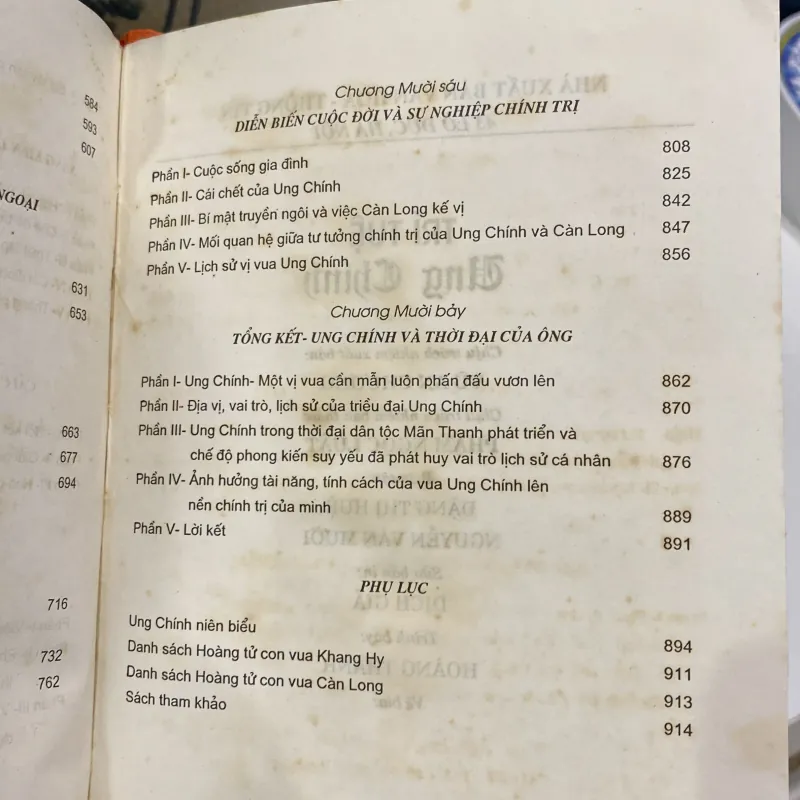 584
593
607
NGOẠI
631
653
663
677
694
716
732
762
Chương Mười sáu
DIỄN BIẾN CUỘC ĐỜI VÀ SỰ NGHIỆP CHÍNH TRỊ
Phần I- Cuộc sống gia đình 808
Phần II- Cái chết của Ung Chính 825
Phần III- Bí mật truyền ngôi và việc Càn Long kế vị 842
Phần IV- Mối quan hệ giữa tư tưởng chính trị của Ung Chính và Càn Long 847
Phần V- Lịch sử vị vua Ung Chính 856
Chương Mười bảy
TỔNG KẾT- UNG CHÍNH VÀ THỜI ĐẠI CỦA ÔNG
Phần I- Ung Chính- Một vị vua cần mẫn luôn phấn đấu vươn lên 862
Phần II- Địa vị, vai trò, lịch sử của triều đại Ung Chính 870
Phần III- Ung Chính trong thời đại dân tộc Mãn Thanh phát triển và
chế độ phong kiến suy yếu đã phát huy vai trò lịch sử cá nhân 876
Phần IV- Ảnh hưởng tài năng, tính cách của vua Ung Chính lên
nền chính trị của mình 889
Phần V- Lời kết 891
PHỤ LỤC
Ung Chính niên biểu 894
Danh sách Hoàng tử con vua Khang Hy 911
Danh sách Hoàng tử con vua Càn Long 913
Sách tham khảo 914